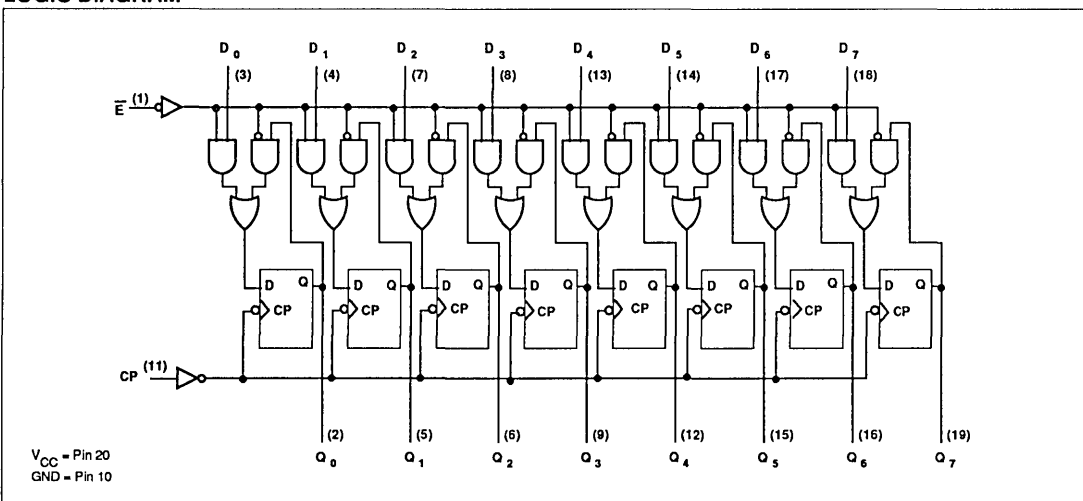 LOGIC DIAGRAM
D0 D1 D2 D3 D4 D5 D6 D7
(3) (4) (7) (8) (13) (14) (17) (18)
E̅ (1)
D Q D Q D Q D Q D Q D Q D Q D Q
CP CP CP CP CP CP CP CP
CP (11)
(2) (5) (6) (9) (12) (15) (16) (19)
Q0 Q1 Q2 Q3 Q4 Q5 Q6 Q7
VCC = Pin 20
GND = Pin 10